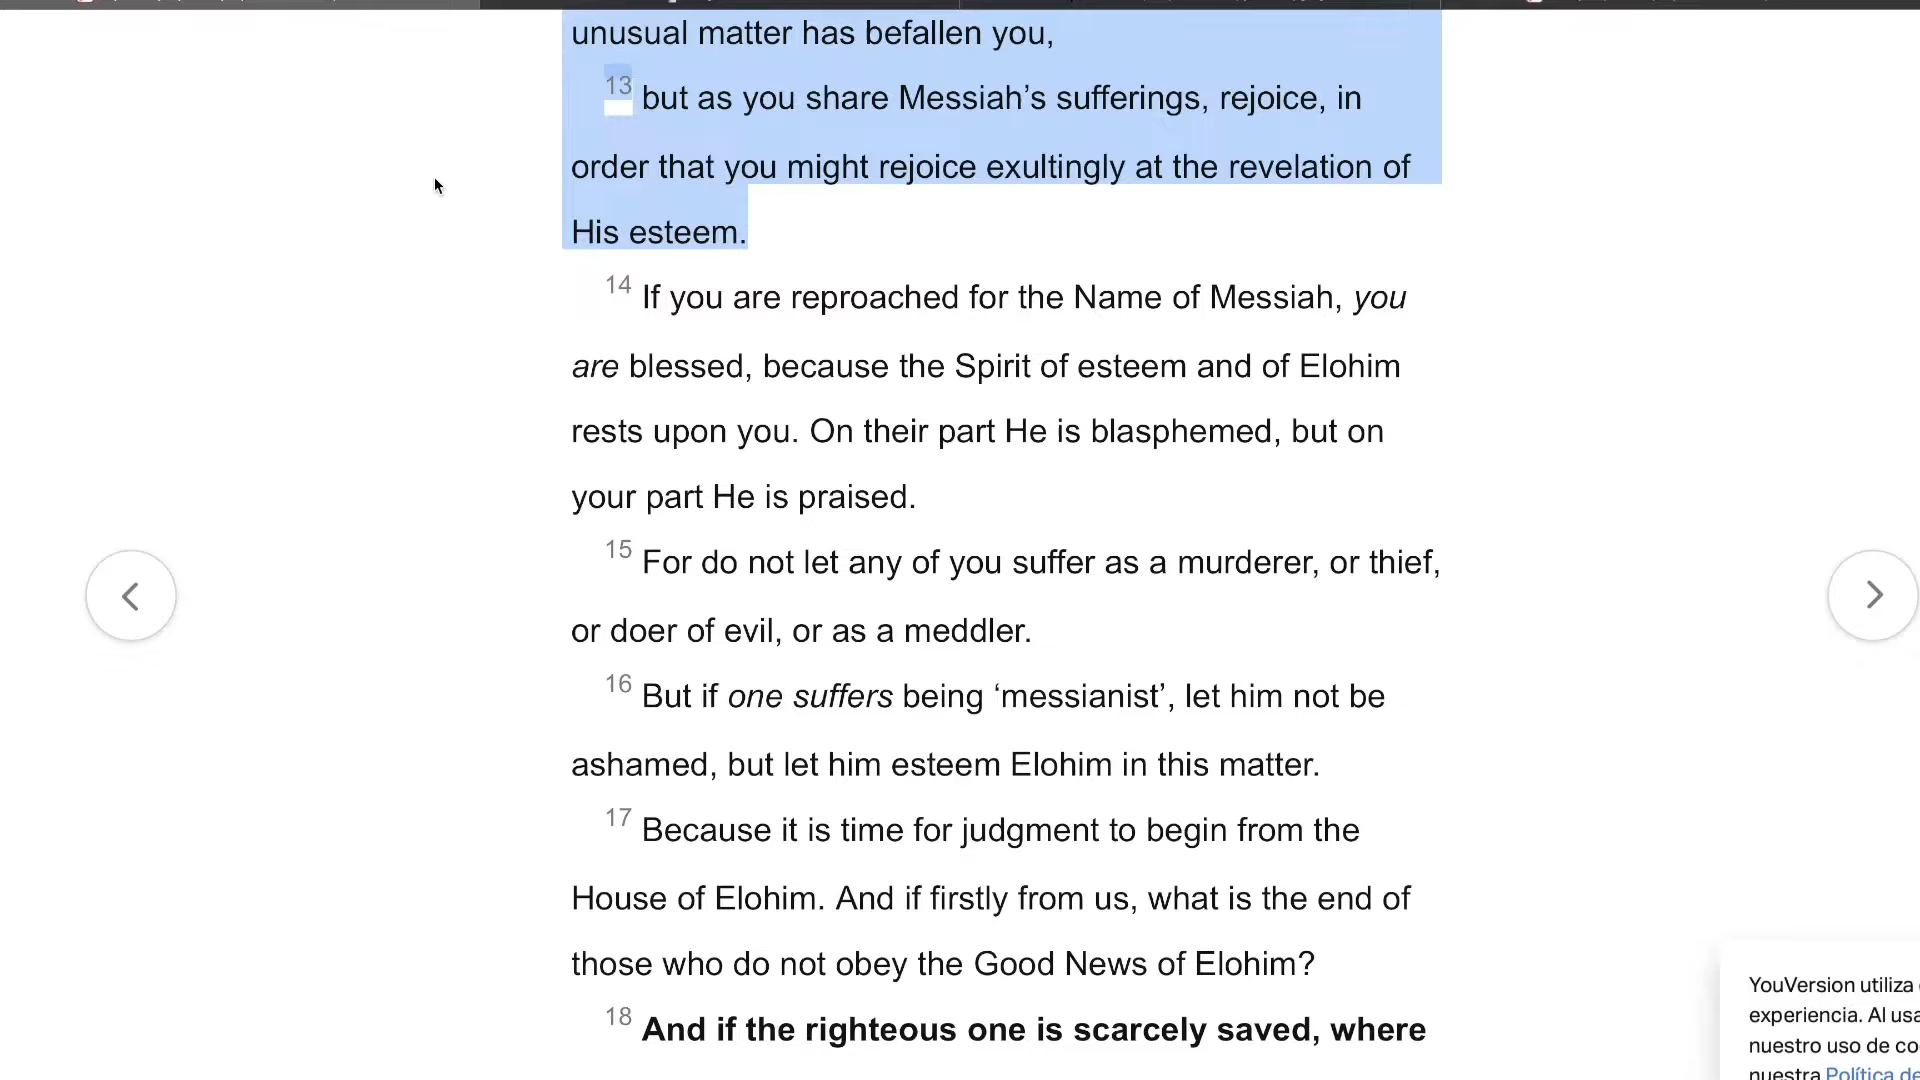 unusual matter has befallen you,
13 but as you share Messiah’s sufferings, rejoice, in
order that you might rejoice exultingly at the revelation of
His esteem.
14 If you are reproached for the Name of Messiah, you
are blessed, because the Spirit of esteem and of Elohim
rests upon you. On their part He is blasphemed, but on
your part He is praised.
15 For do not let any of you suffer as a murderer, or thief,
or doer of evil, or as a meddler.
16 But if one suffers being ‘messianist’, let him not be
ashamed, but let him esteem Elohim in this matter.
17 Because it is time for judgment to begin from the
House of Elohim. And if firstly from us, what is the end of
those who do not obey the Good News of Elohim?
18 And if the righteous one is scarcely saved, where
YouVersion utiliza
experiencia. Al usa
nuestro uso de co
nuestra Política de